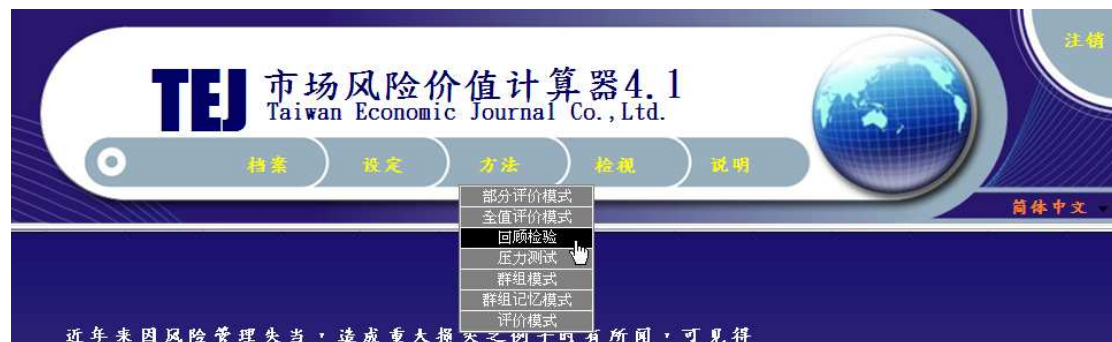 注销
TEJ 市场风险价值计算器4.1
Taiwan Economic Journal Co.,Ltd.
档案 设定 方法 检视 说明
部分评价模式
全值评价模式
简体中文
回顾检验
压力测试
群组模式
群组记忆模式
评价模式
近年来因风险管理失当，造成重大损失之例子时有所闻，可见得